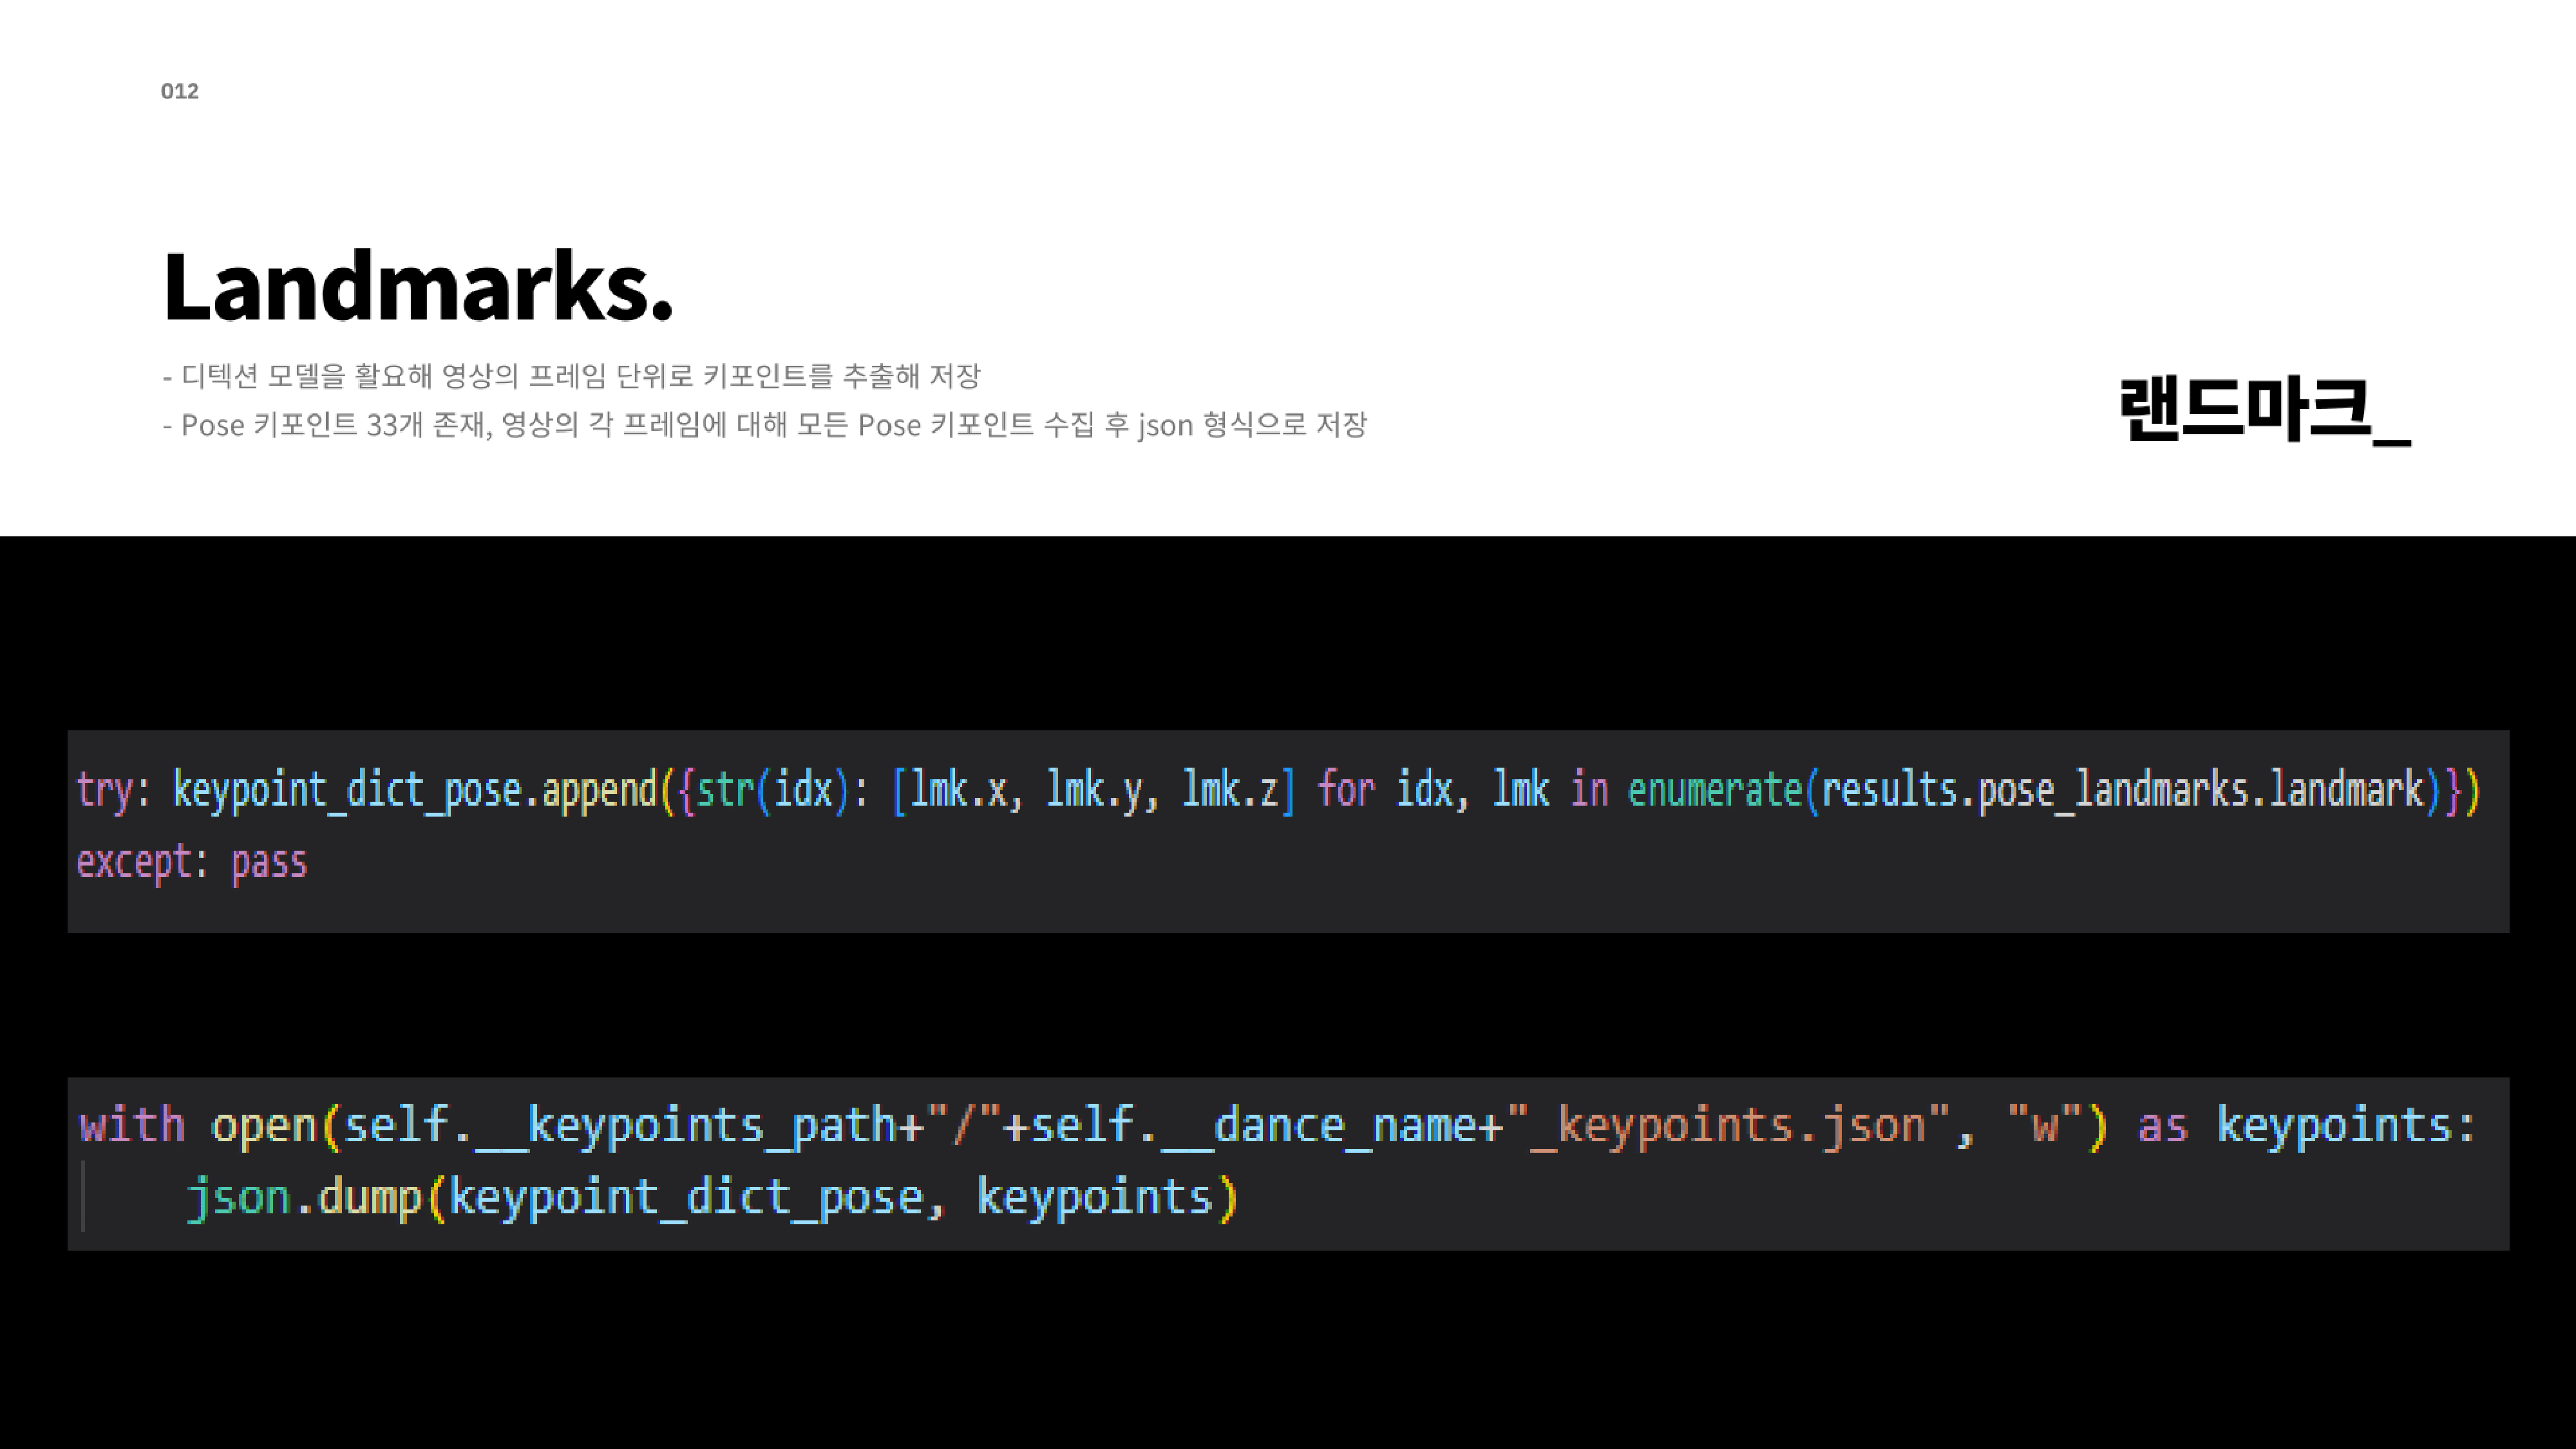 012
Landmarks.
- 디텍션 모델을 활요해 영상의 프레임 단위로 키포인트를 추출해 저장
- Pose 키포인트 33개 존재, 영상의 각 프레임에 대해 모든 Pose 키포인트 수집 후 json 형식으로 저장
랜드마크_
try: keypoint_dict_pose.append({str(idx): [lmk.x, lmk.y, lmk.z] for idx, lmk in enumerate(results.pose_landmarks.landmark)})
except: pass
with open(self.__keypoints_path+"/"+self.__dance_name+"_keypoints.json", "w") as keypoints:
    json.dump(keypoint_dict_pose, keypoints)